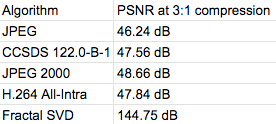 Algorithm PSNR at 3:1 compression
JPEG 46.24 dB
CCSDS 122.0-B-1 47.56 dB
JPEG 2000 48.66 dB
H.264 All-Intra 47.84 dB
Fractal SVD 144.75 dB